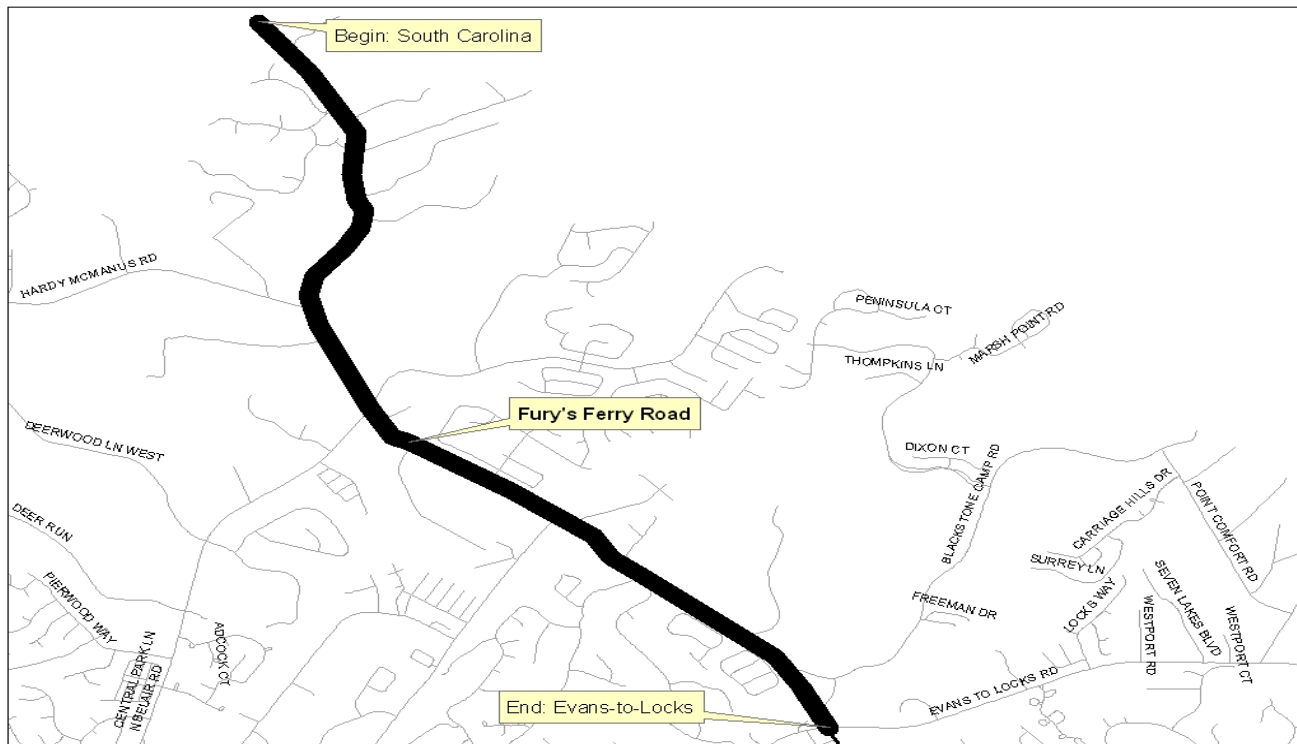 Begin: South Carolina
HARDY MCMANUS RD
PENINSULA CT
MARSH POINT RD
THOMPKINS LN
Fury's Ferry Road
DEERWOOD LN WEST
DIXON CT
BLACKSTONE CAMP RD
CARRIAGE HILLS DR
POINT COMFORT RD
DEER RUN
SURREY LN
SEVEN LAKES BLVD
PIERWOOD WAY
FREEMAN DR
LOCK B WAY
WESTPORT RD
WESTPORT CT
ADCOCK CT
CENTRAL PARK LN
N BELAIR RD
EVANS TO LOCKS RD
End: Evans-to-Locks